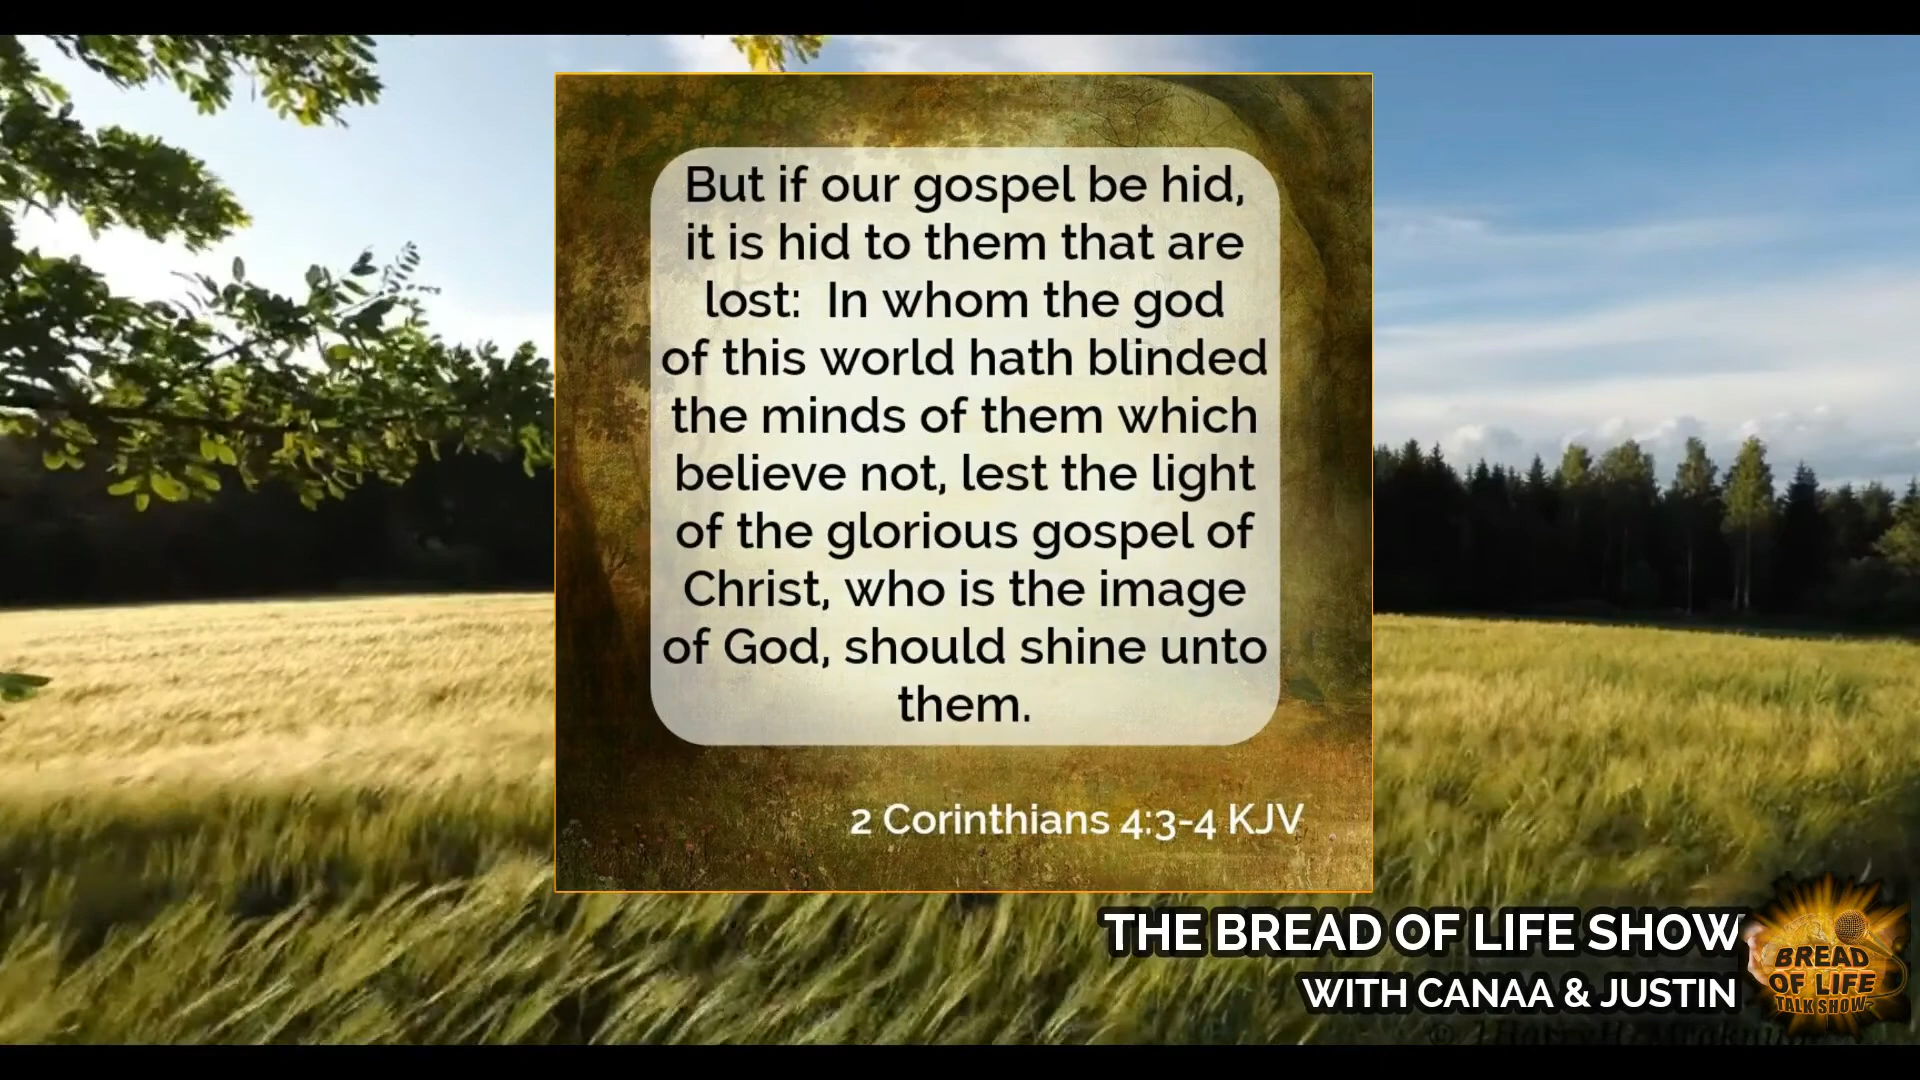 But if our gospel be hid,
it is hid to them that are
lost:  In whom the god
of this world hath blinded
the minds of them which
believe not, lest the light
of the glorious gospel of
Christ, who is the image
of God, should shine unto
them.
2 Corinthians 4:3-4 KJV
THE BREAD OF LIFE SHOW
WITH CANAA & JUSTIN
BREAD
OF LIFE
TALK SHOW